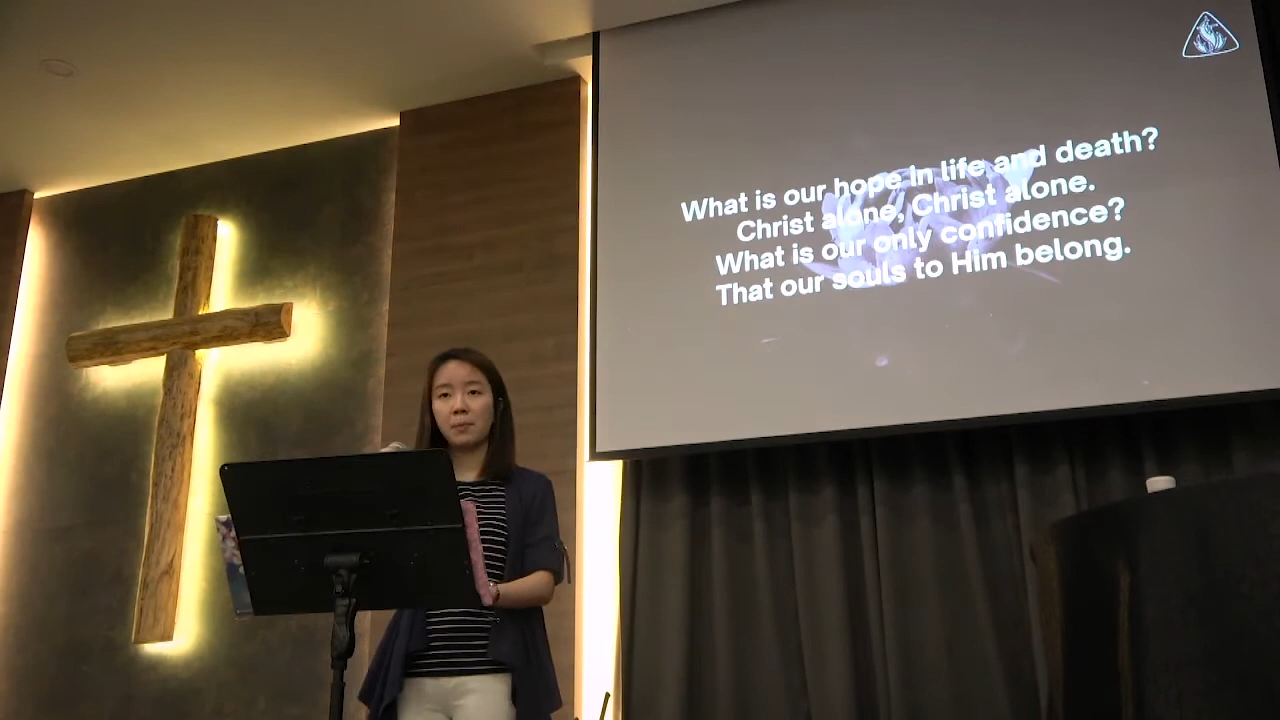 What is our hope in life and death?
Christ alone, Christ alone.
What is our only confidence?
That our souls to Him belong.